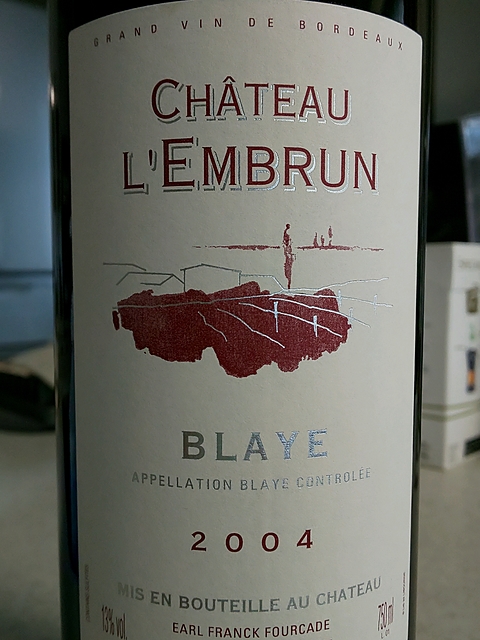 GRAND VIN DE BORDEAUX
CHÂTEAU
L'EMBRUN
BLAYE
APPELLATION BLAYE CONTROLÉE
2004
MIS EN BOUTEILLE AU CHATEAU
13% vol.
EARL FRANCK FOURCADE
750 ml